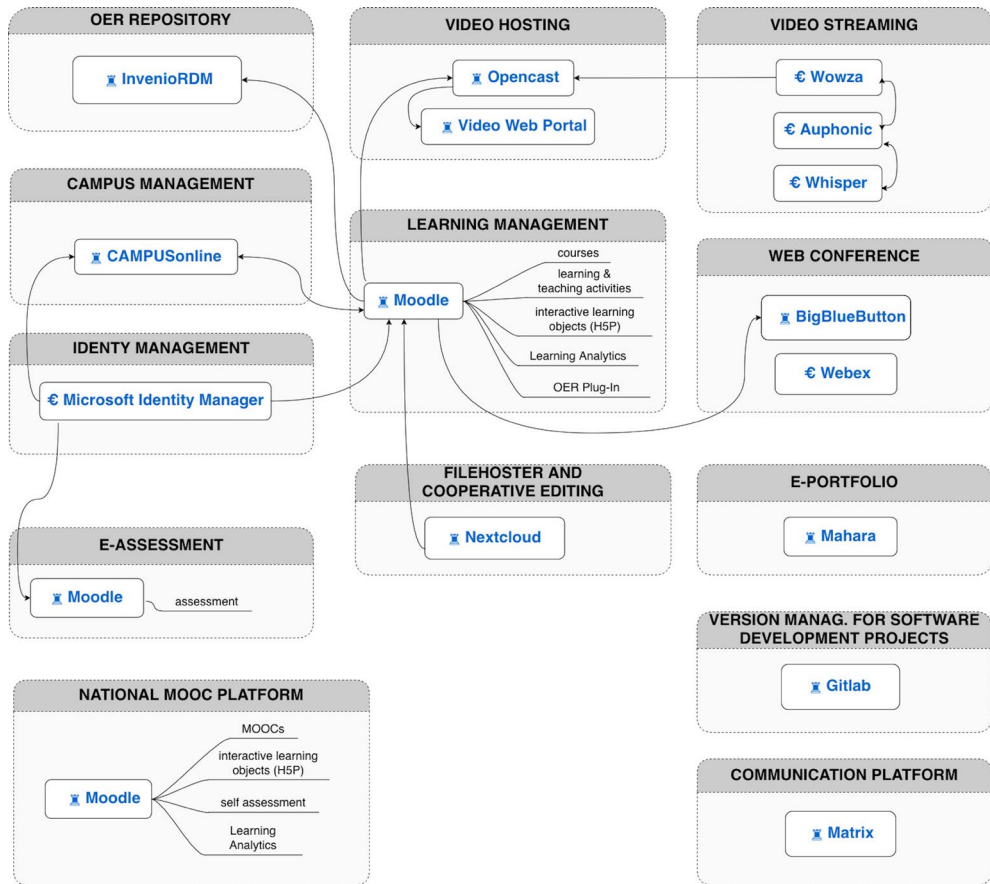 OER REPOSITORY
InvenioRDM
VIDEO HOSTING
Opencast
Video Web Portal
VIDEO STREAMING
€ Wowza
€ Auphonic
€ Whisper
CAMPUS MANAGEMENT
CAMPUSonline
LEARNING MANAGEMENT
Moodle
courses
learning &
teaching activities
interactive learning
objects (H5P)
Learning Analytics
OER Plug-In
WEB CONFERENCE
BigBlueButton
€ Webex
IDENTY MANAGEMENT
€ Microsoft Identity Manager
FILEHOSTER AND
COOPERATIVE EDITING
Nextcloud
E-PORTFOLIO
Mahara
E-ASSESSMENT
Moodle
assessment
VERSION MANAG. FOR SOFTWARE
DEVELOPMENT PROJECTS
Gitlab
NATIONAL MOOC PLATFORM
Moodle
MOOCs
interactive learning
objects (H5P)
self assessment
Learning
Analytics
COMMUNICATION PLATFORM
Matrix